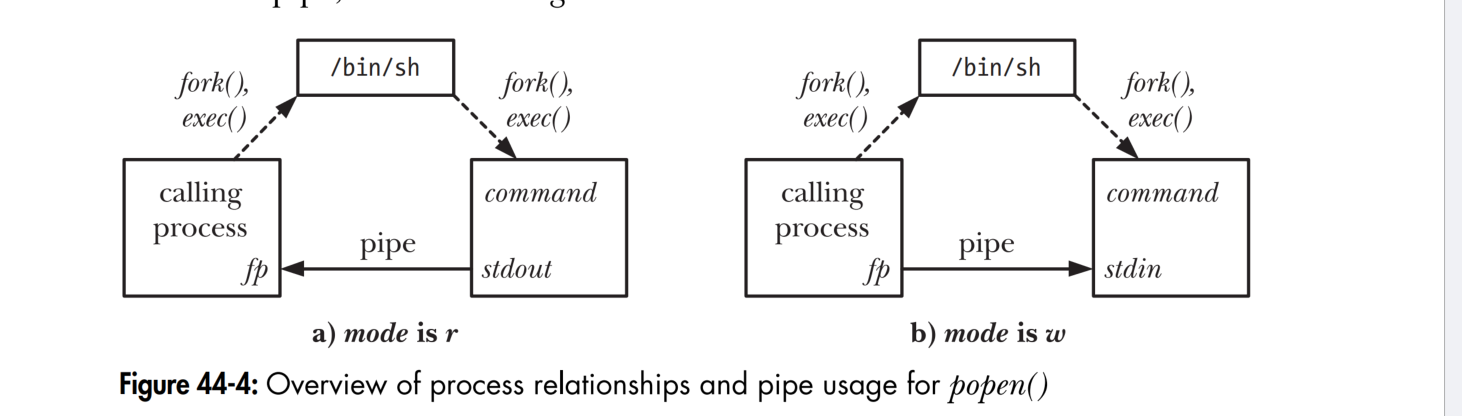 /bin/sh
fork(),
exec()
fork(),
exec()
calling
process
fp
pipe
command
stdout
a) mode is r
/bin/sh
fork(),
exec()
fork(),
exec()
calling
process
fp
pipe
command
stdin
b) mode is w
Figure 44-4: Overview of process relationships and pipe usage for popen()